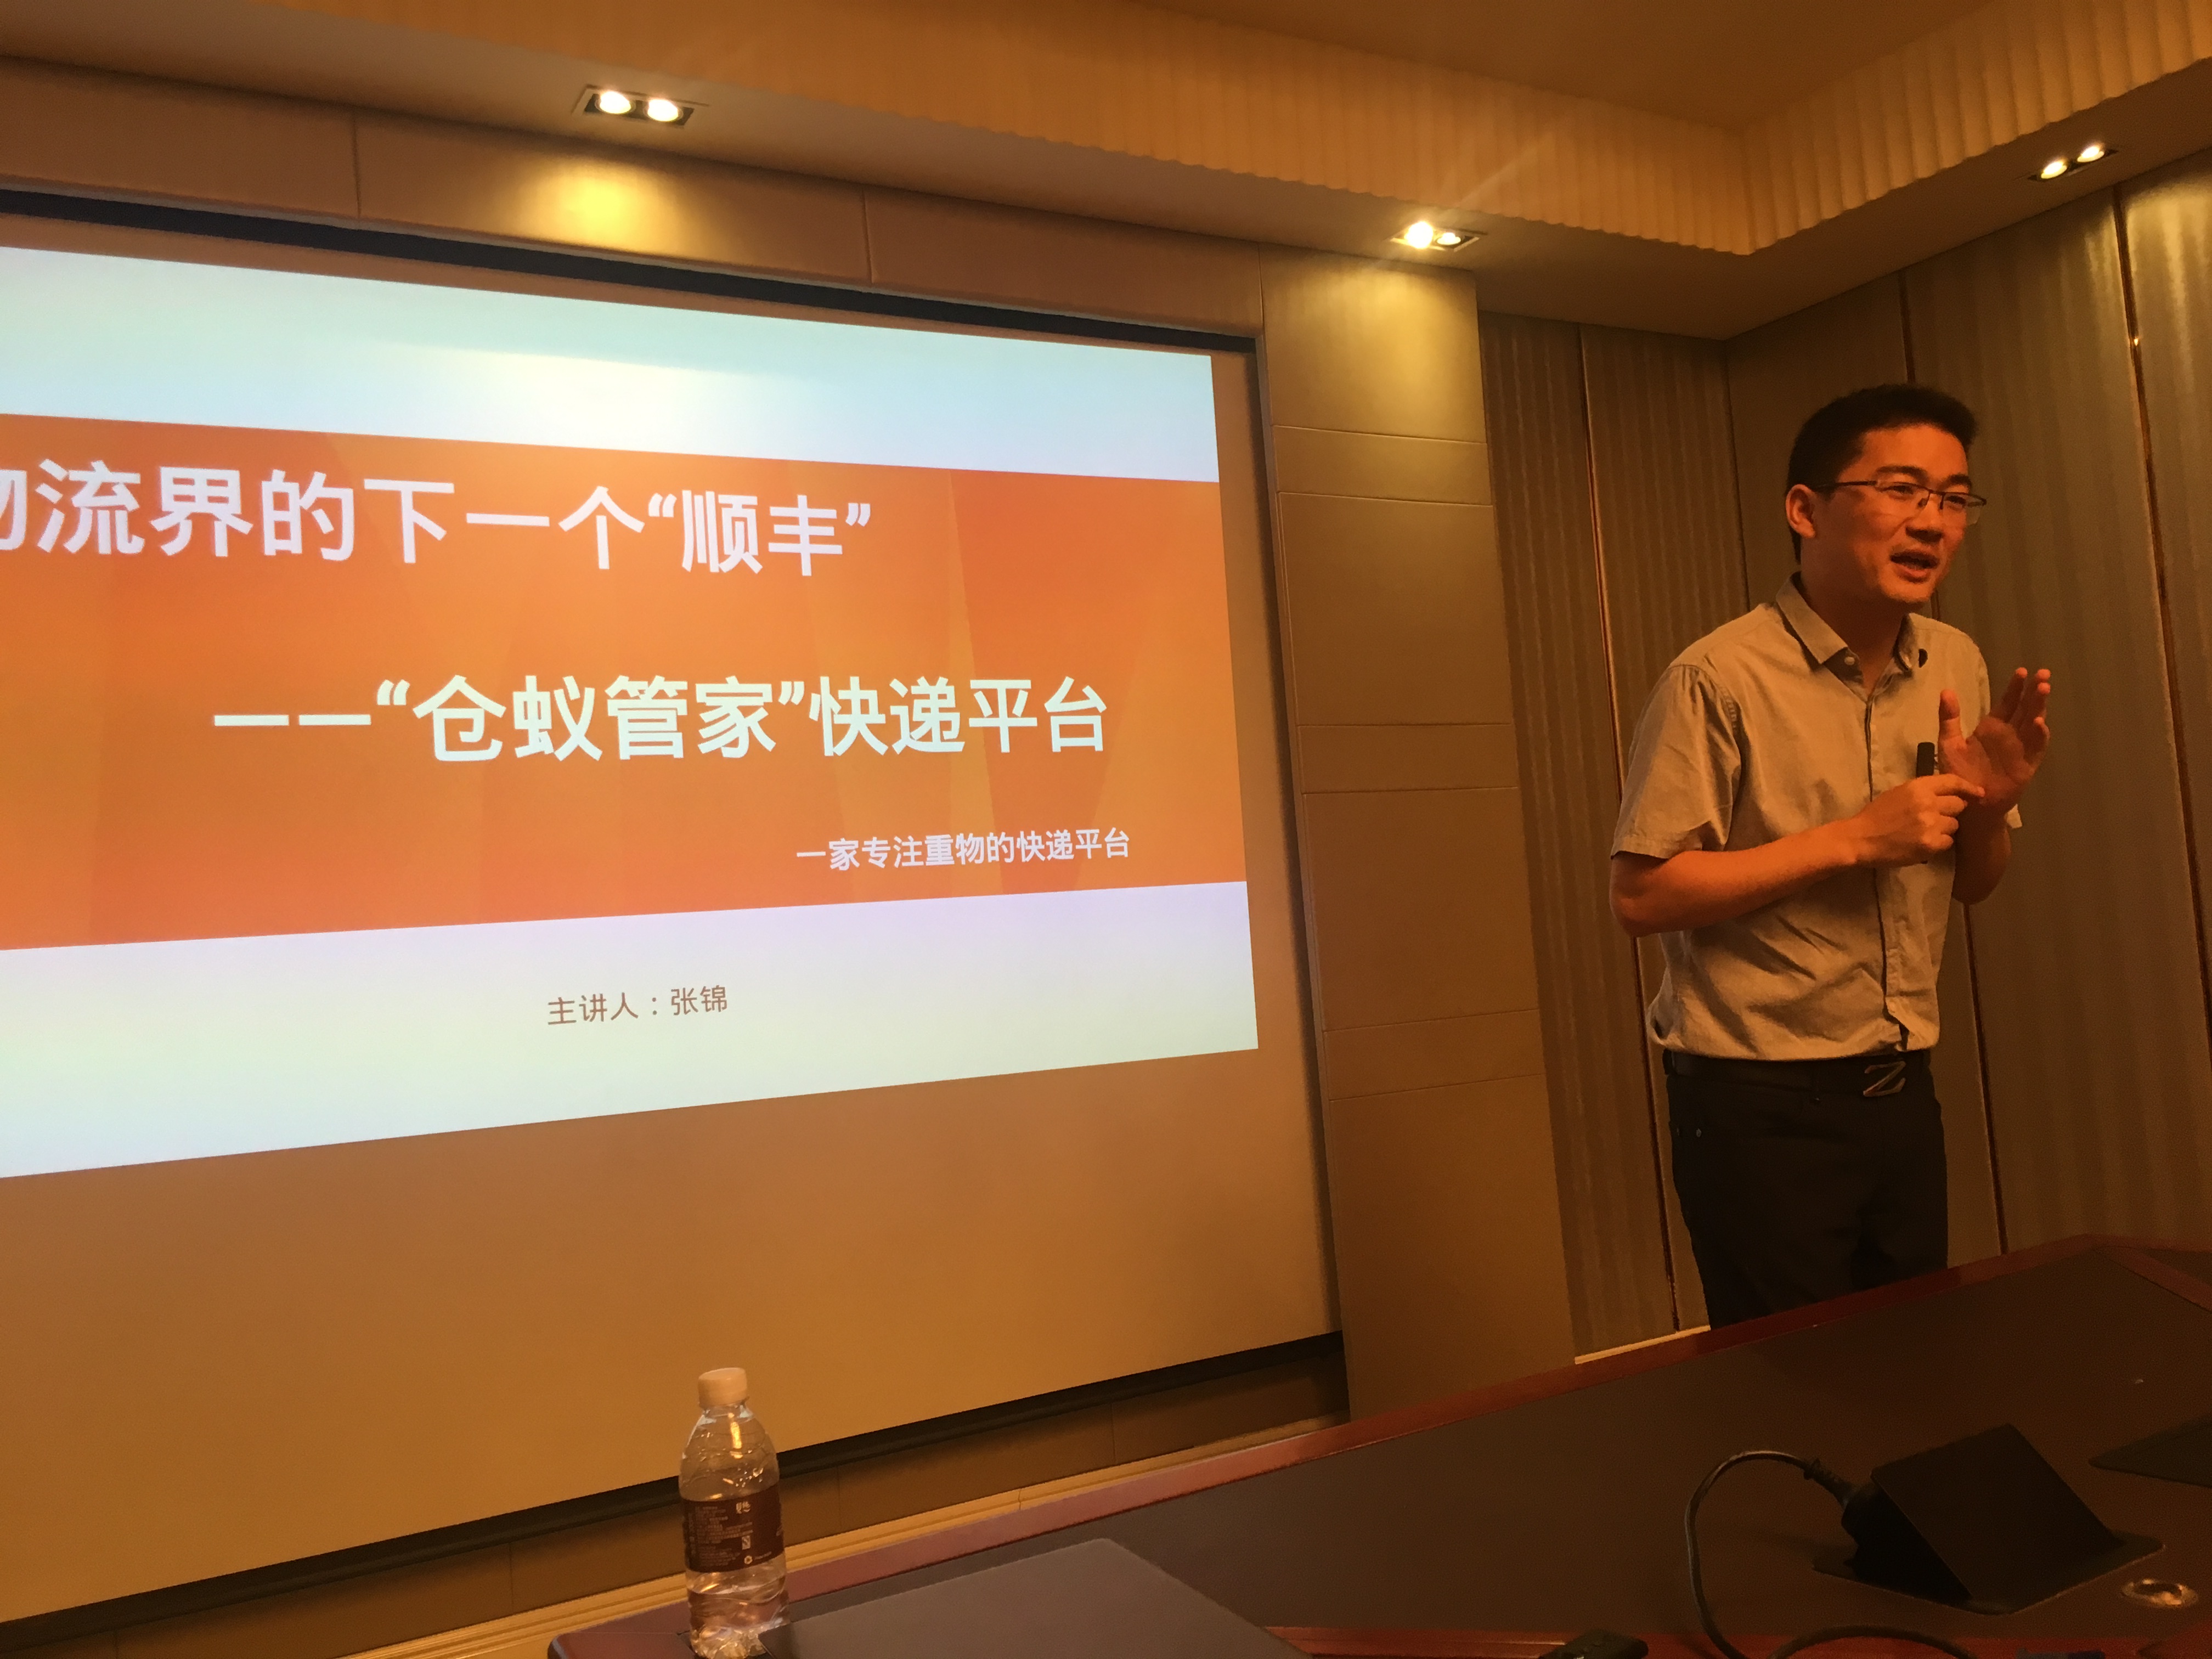 物流界的下一个“顺丰”
——“仓蚁管家”快递平台
一家专注重物的快递平台
主讲人：张锦